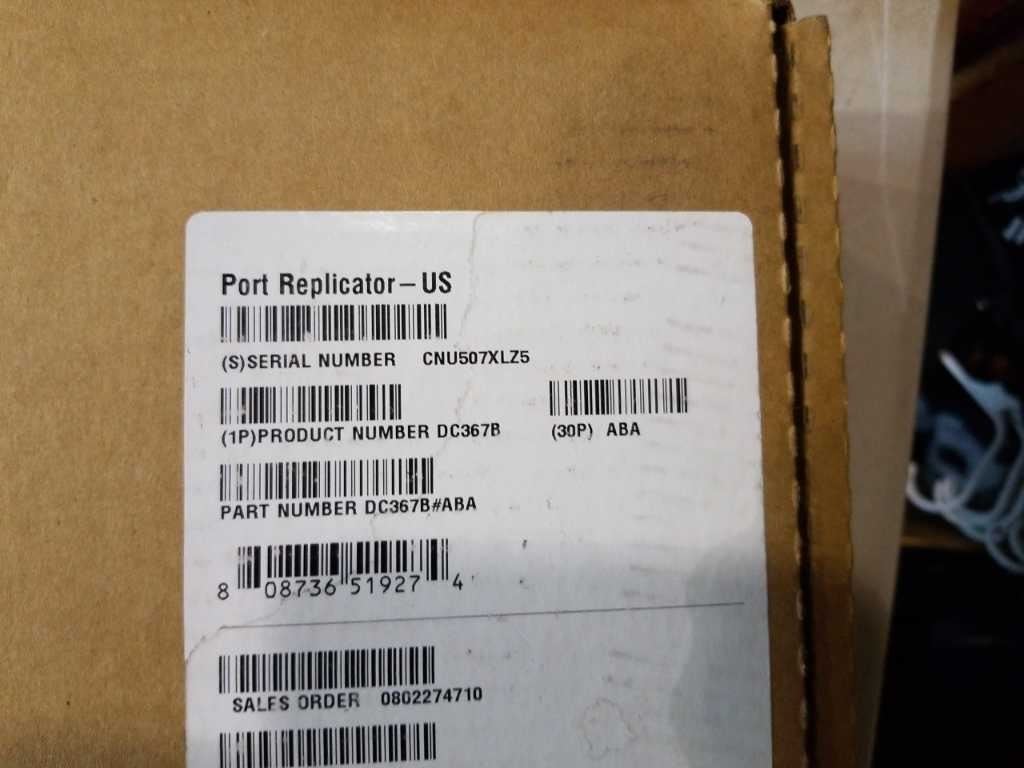 Port Replicator – US
(S)SERIAL NUMBER CNU507XLZ5
(1P)PRODUCT NUMBER DC367B (30P) ABA
PART NUMBER DC367B#ABA
8 08736 51927 4
SALES ORDER 0802274710